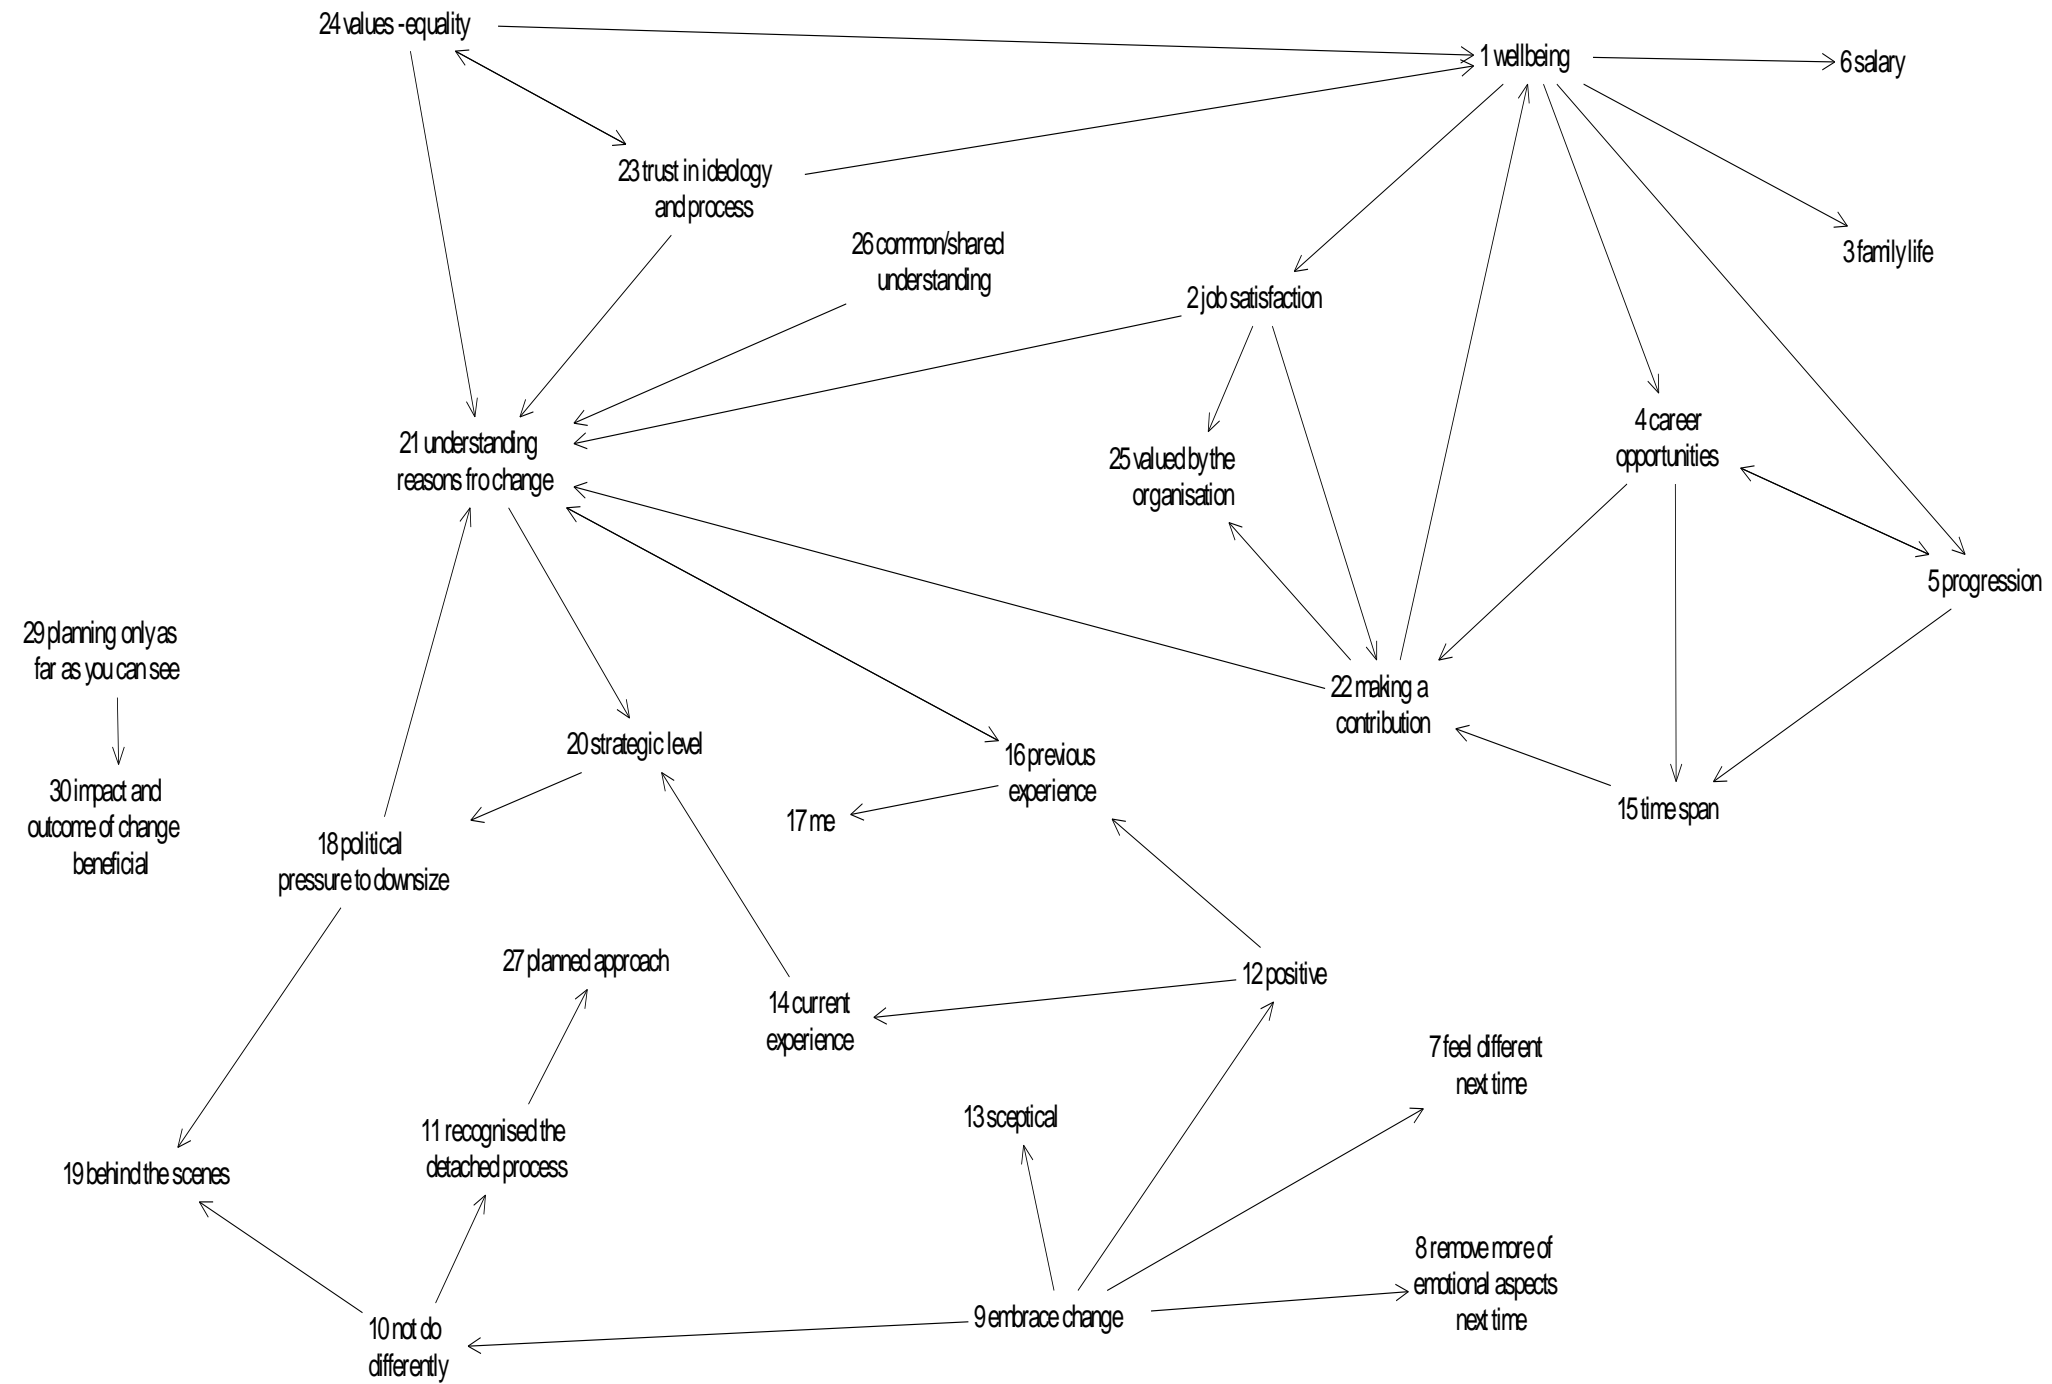 24 values - equality
1 wellbeing
6 salary
23 trust in ideology
and process
26 common/shared
understanding
3 family life
2 job satisfaction
21 understanding
reasons fro change
25 valued by the
organisation
4 career
opportunities
5 progression
29 planning only as
far as you can see
22 making a
contribution
20 strategic level
16 previous
experience
30 impact and
outcome of change
beneficial
17 me
15 time span
18 political
pressure to downsize
27 planned approach
12 positive
14 current
experience
7 feel different
next time
13 sceptical
11 recognised the
detached process
19 behind the scenes
8 remove more of
emotional aspects
next time
9 embrace change
10 not do
differently